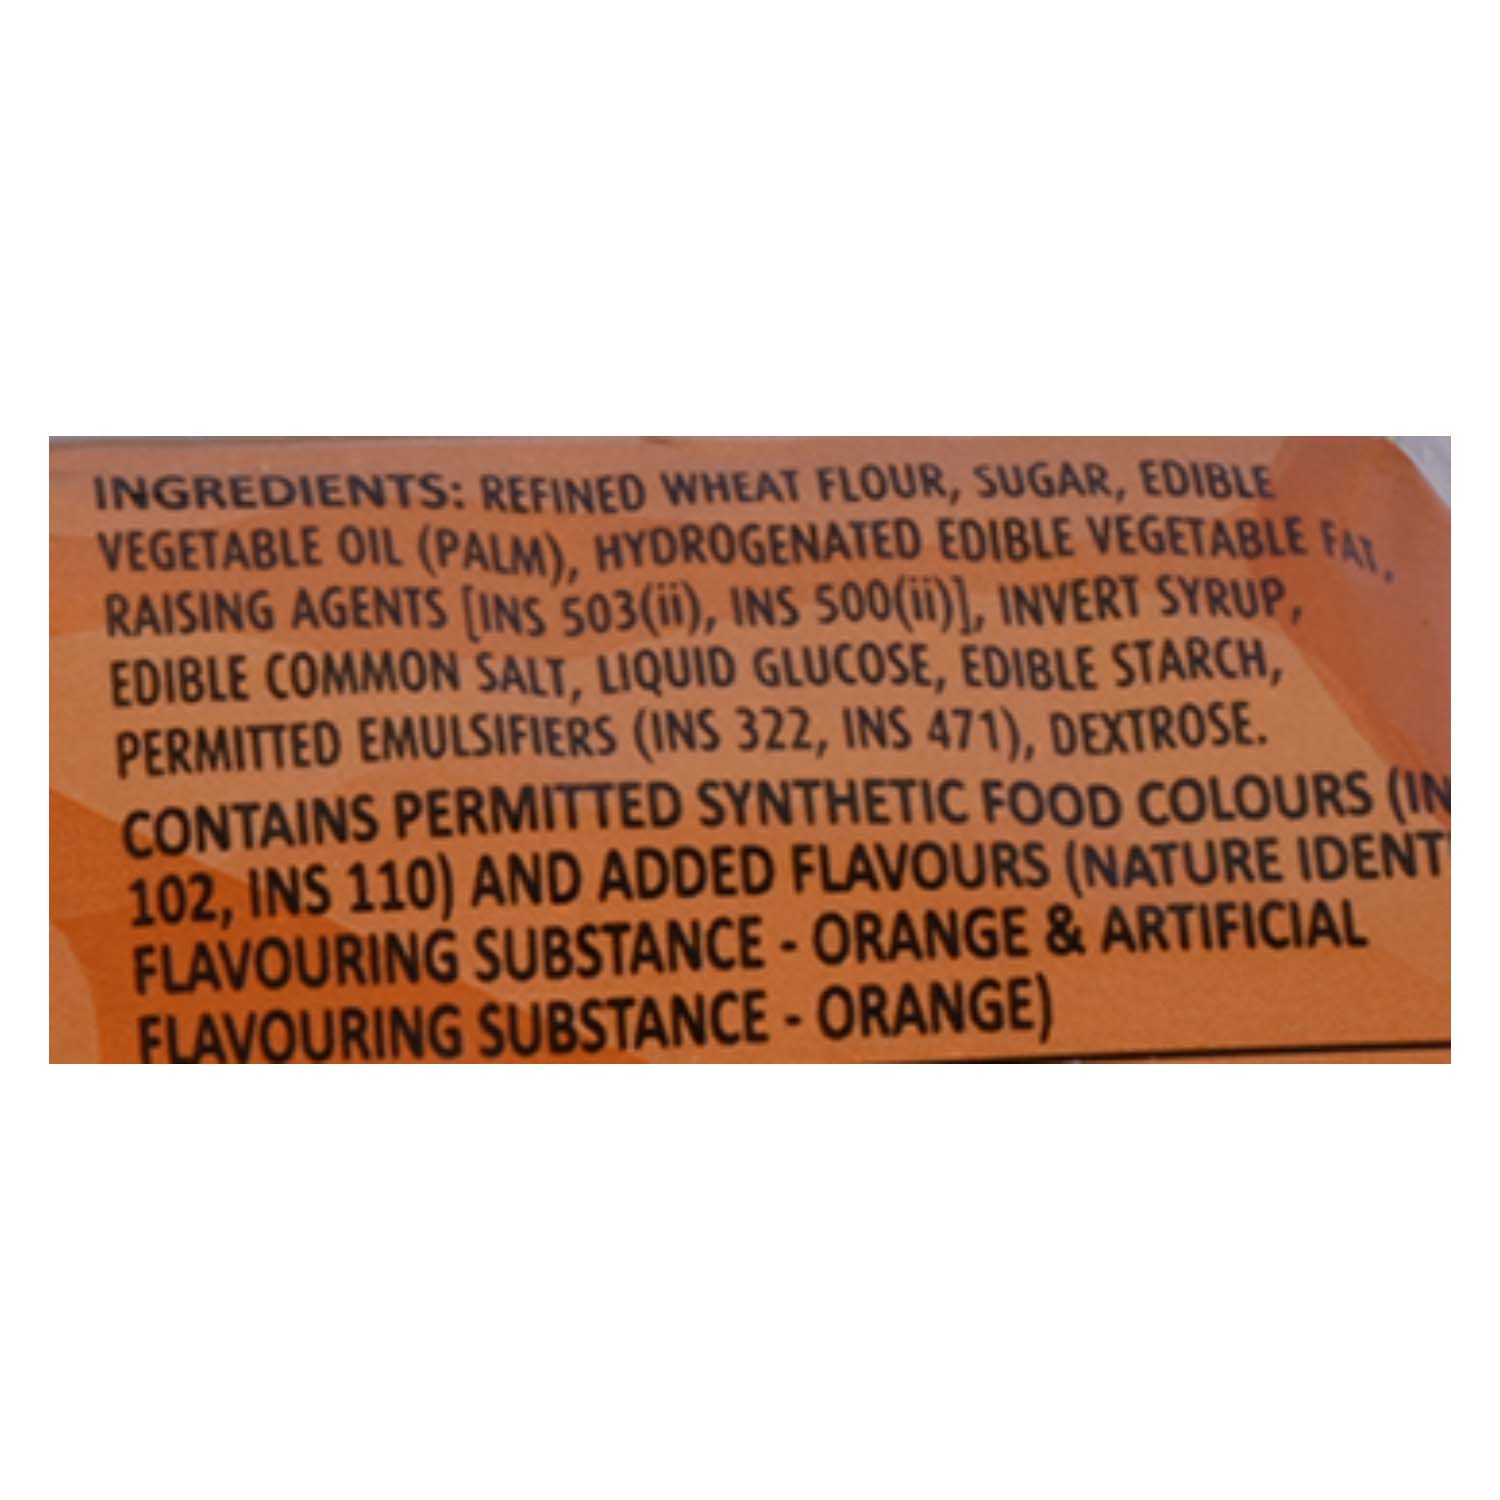 INGREDIENTS: REFINED WHEAT FLOUR, SUGAR, EDIBLE
VEGETABLE OIL (PALM), HYDROGENATED EDIBLE VEGETABLE FAT,
RAISING AGENTS [INS 503(ii), INS 500(ii)], INVERT SYRUP,
EDIBLE COMMON SALT, LIQUID GLUCOSE, EDIBLE STARCH,
PERMITTED EMULSIFIERS (INS 322, INS 471), DEXTROSE.
CONTAINS PERMITTED SYNTHETIC FOOD COLOURS (IN
102, INS 110) AND ADDED FLAVOURS (NATURE IDENT
FLAVOURING SUBSTANCE - ORANGE & ARTIFICIAL
FLAVOURING SUBSTANCE - ORANGE)